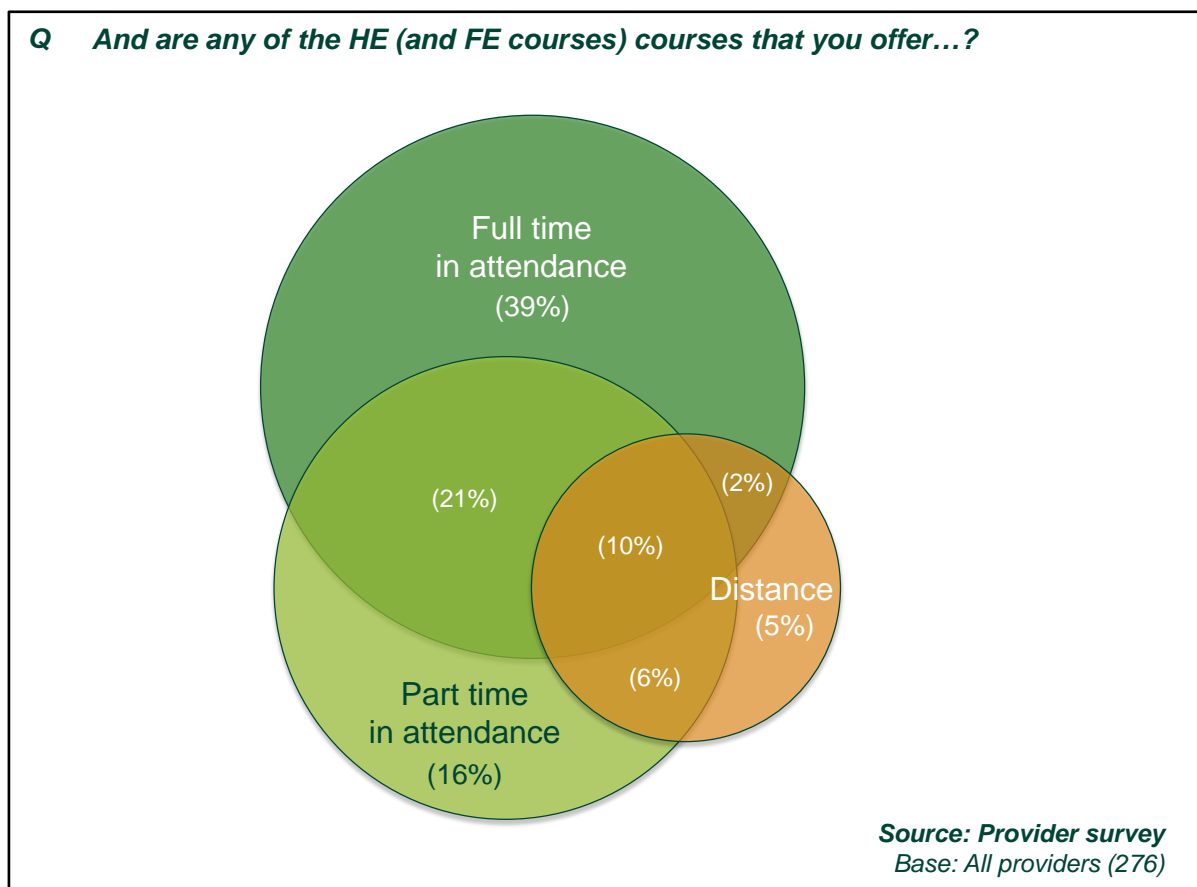 Q And are any of the HE (and FE courses) courses that you offer…?
Full time
in attendance
(39%)
(2%)
(21%)
(10%)
Distance
(5%)
(6%)
Part time
in attendance
(16%)
Source: Provider survey
Base: All providers (276)